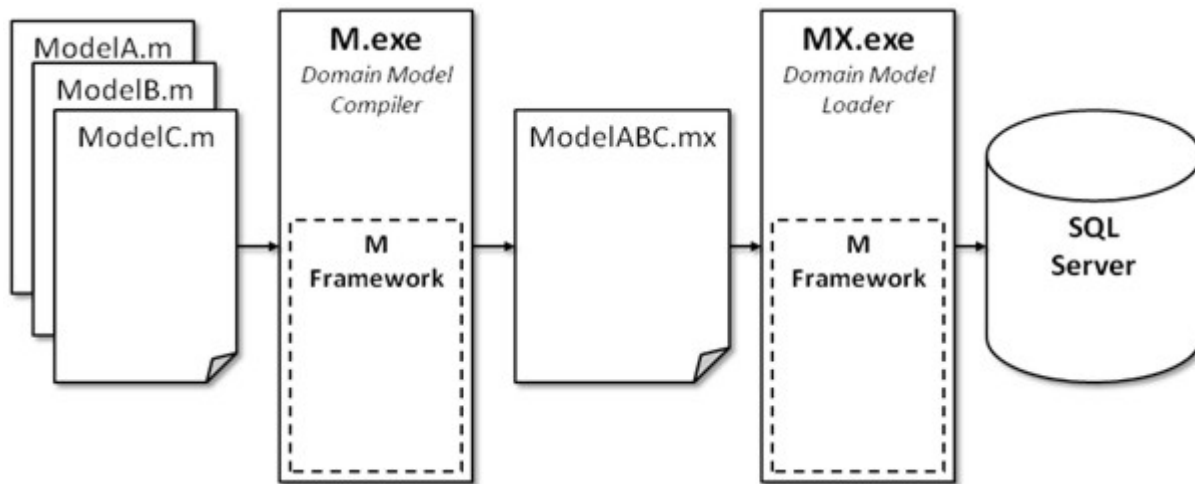 ModelA.m
ModelB.m
ModelC.m
M.exe
Domain Model
Compiler
M
Framework
ModelABC.mx
MX.exe
Domain Model
Loader
M
Framework
SQL
Server